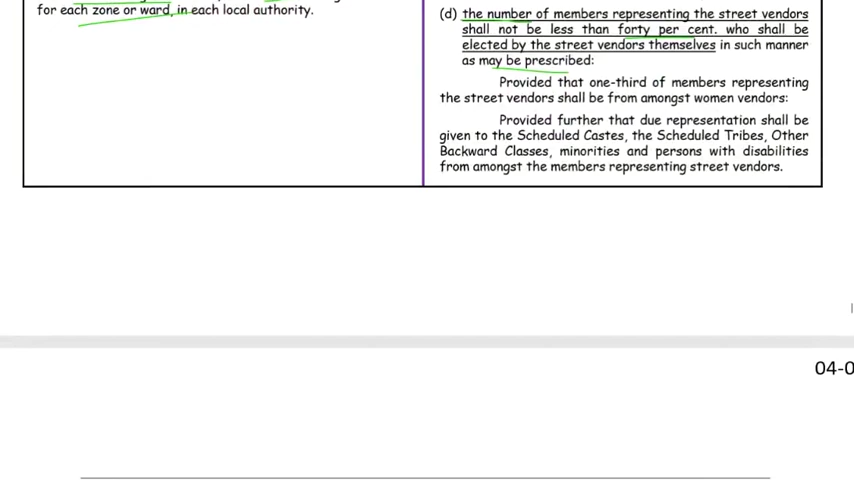 for each zone or ward, in each local authority.
(d) the number of members representing the street vendors
shall not be less than forty per cent. who shall be
elected by the street vendors themselves in such manner
as may be prescribed:
Provided that one-third of members representing
the street vendors shall be from amongst women vendors:
Provided further that due representation shall be
given to the Scheduled Castes, the Scheduled Tribes, Other
Backward Classes, minorities and persons with disabilities
from amongst the members representing street vendors.
04-0